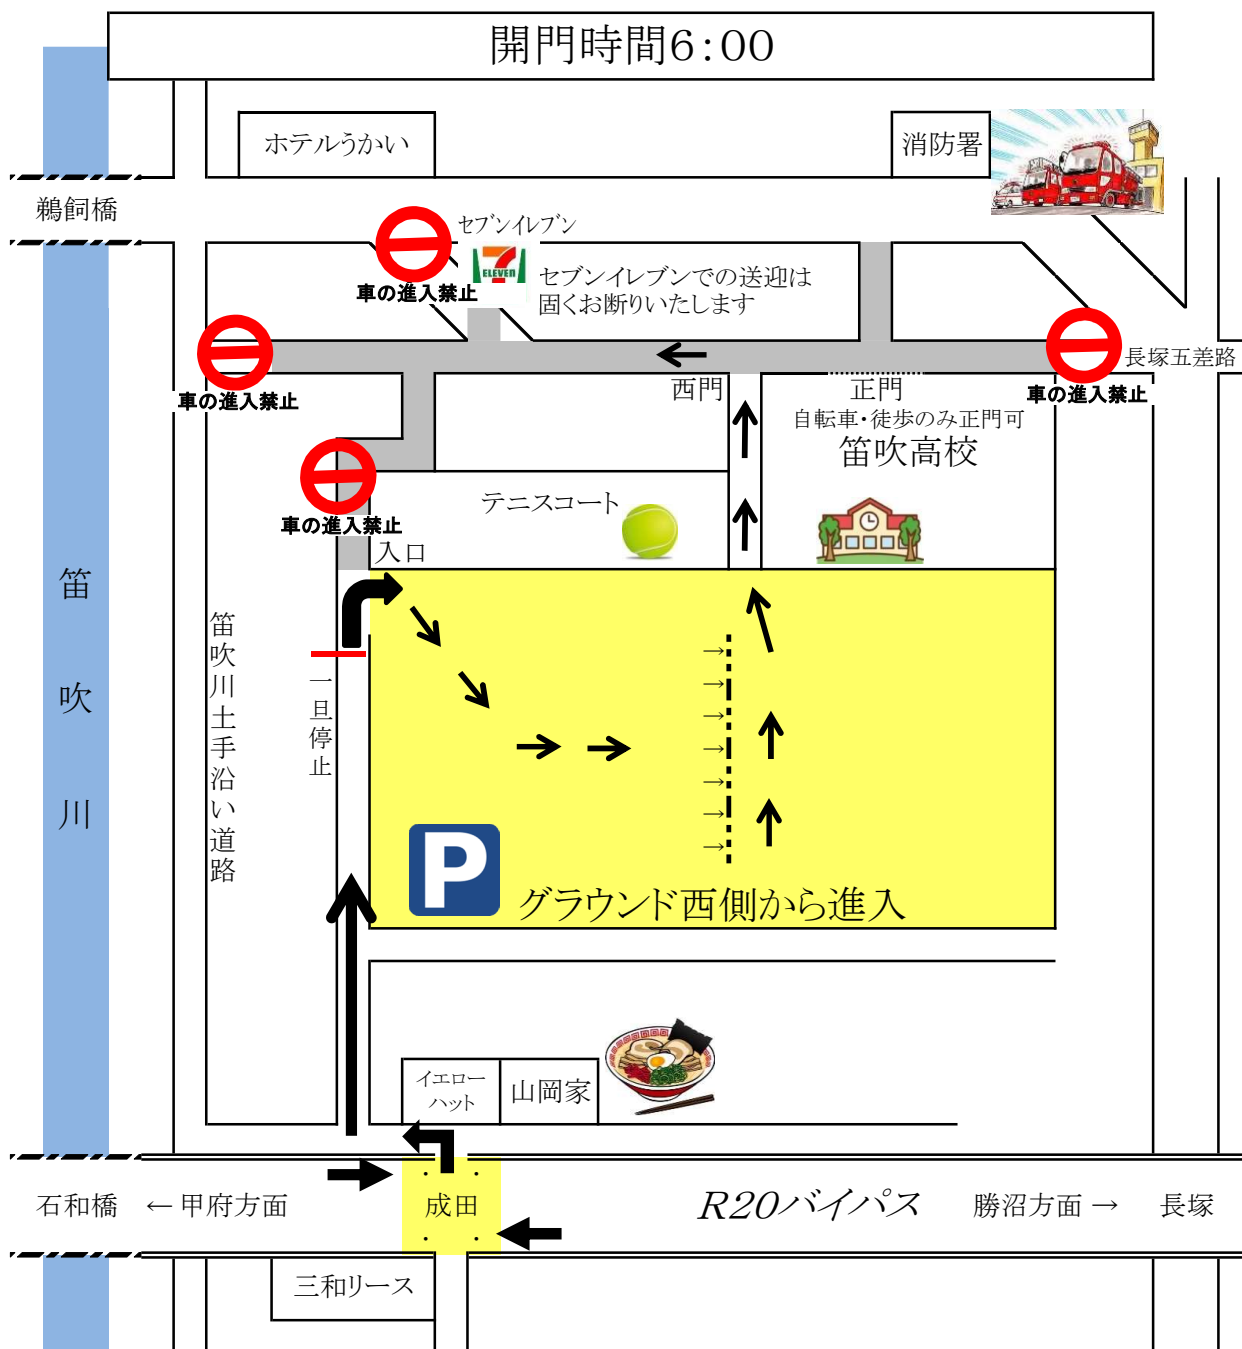 開門時間6:00
ホテルうかい
消防署
鵜飼橋
セブンイレブン
7
ELEVEN
セブンイレブンでの送迎は
固くお断りいたします
車の進入禁止
車の進入禁止
長塚五差路
車の進入禁止
西門
正門
自転車・徒歩のみ正門可
笛吹高校
テニスコート
車の進入禁止
入口
笛吹川
笛吹川土手沿い道路
一旦停止
P
グラウンド西側から進入
イエロー
ハット
山岡家
石和橋
←甲府方面
成田
R20バイパス
勝沼方面→
長塚
三和リース